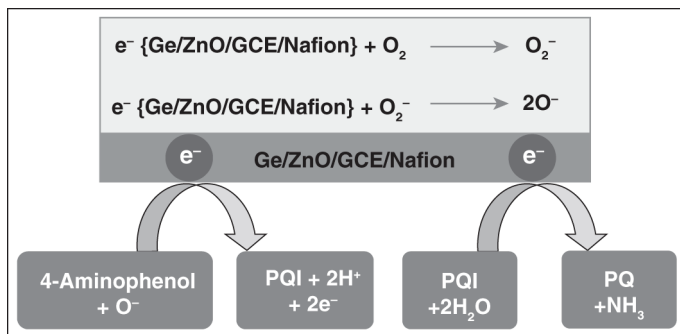 e⁻ {Ge/ZnO/GCE/Nafion} + O₂ → O₂⁻
e⁻ {Ge/ZnO/GCE/Nafion} + O₂⁻ → 2O⁻
e⁻ Ge/ZnO/GCE/Nafion e⁻
4-Aminophenol
+ O⁻
PQI + 2H⁺
+ 2e⁻
PQI
+2H₂O
PQ
+NH₃